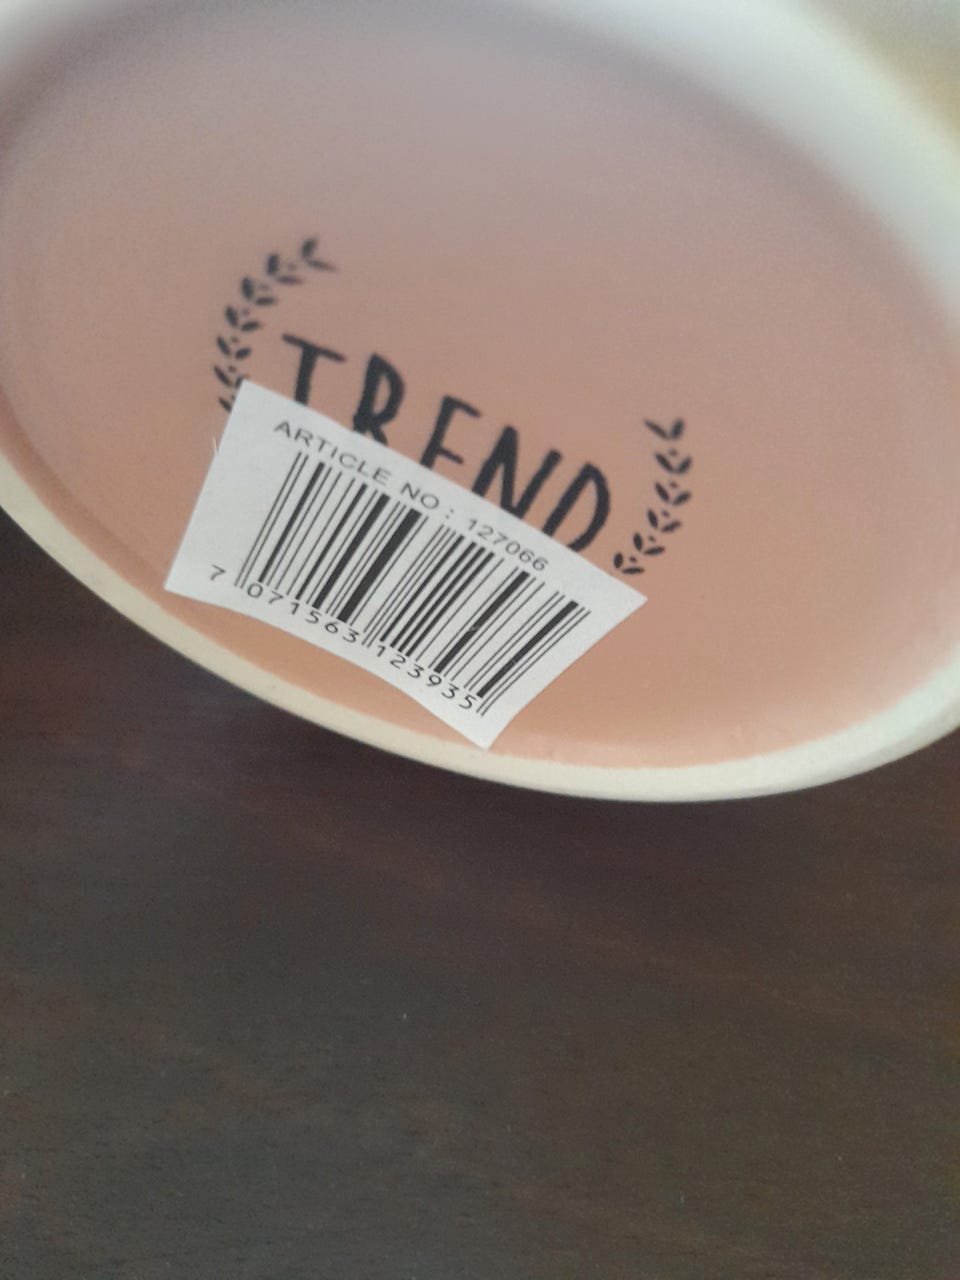 TREND
ARTICLE NO : 127066
7 071563 123935